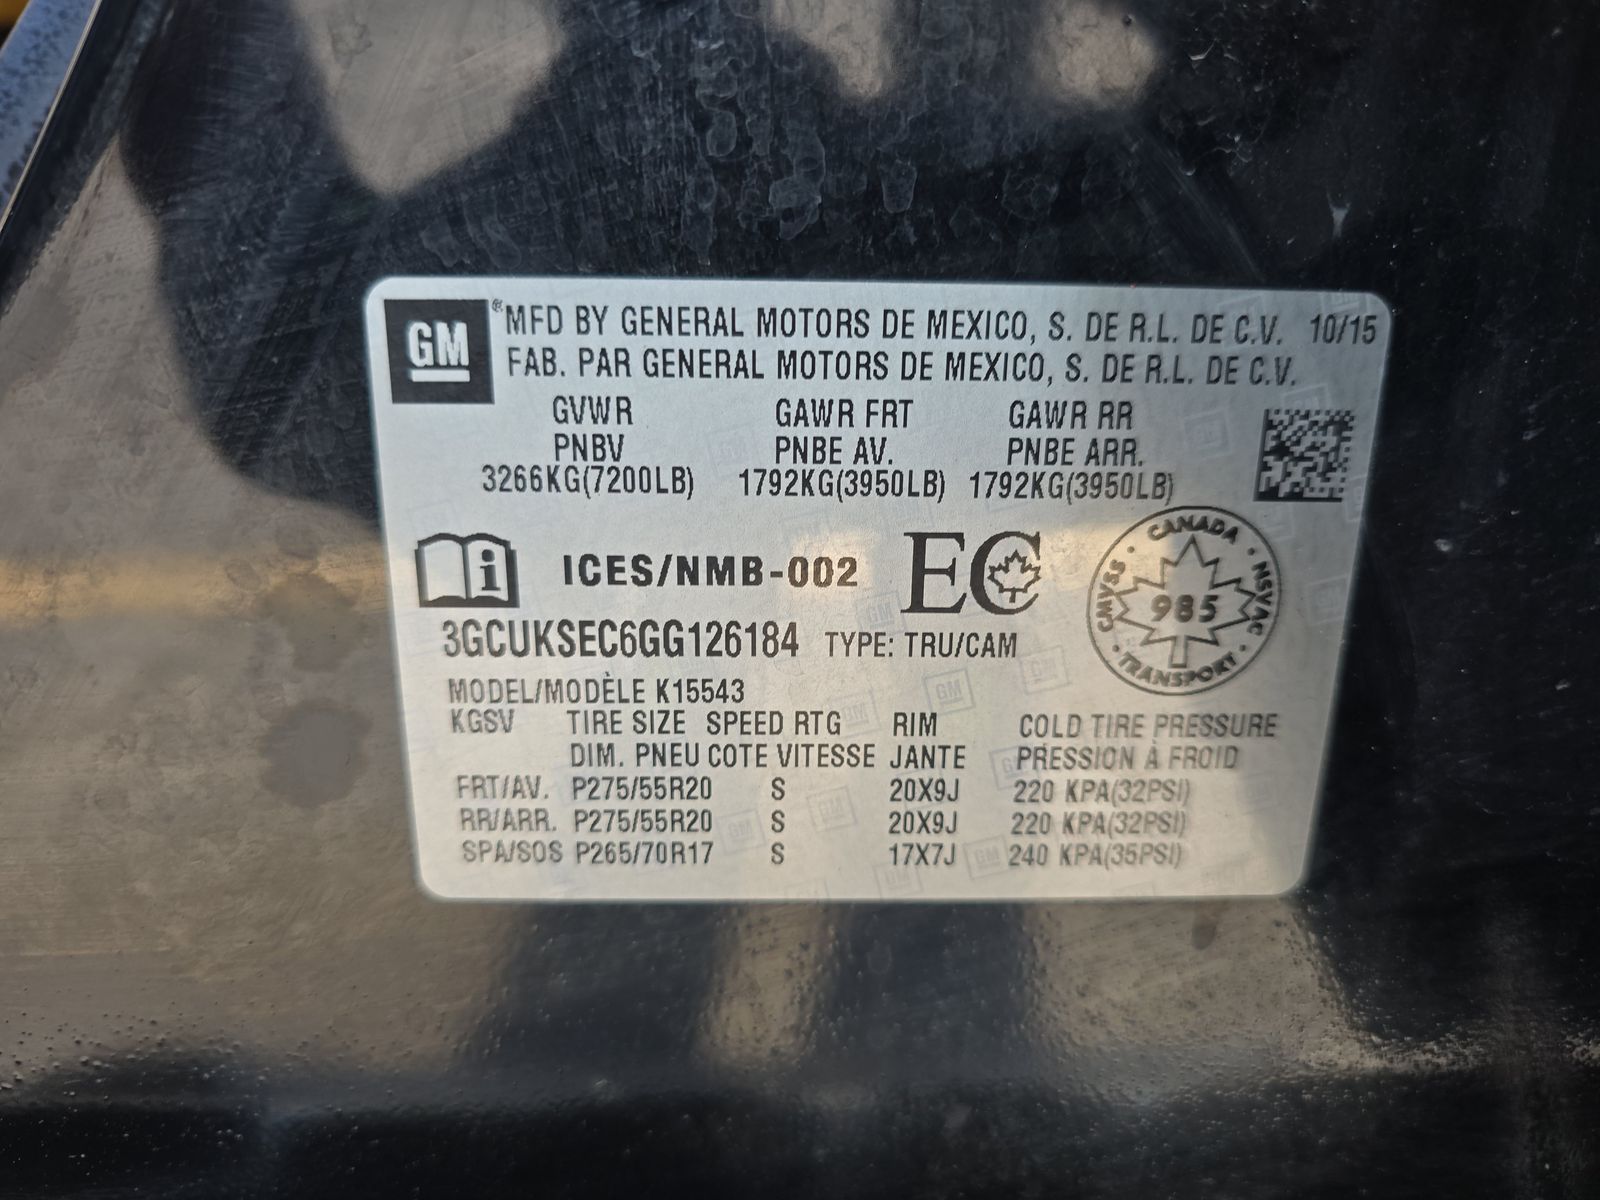 GM
®MFD BY GENERAL MOTORS DE MEXICO, S. DE R.L. DE C.V. 10/15
FAB. PAR GENERAL MOTORS DE MEXICO, S. DE R.L. DE C.V.
GVWR GAWR FRT GAWR RR
PNBV PNBE AV. PNBE ARR.
3266KG(7200LB) 1792KG(3950LB) 1792KG(3950LB)
i ICES/NMB-002 EC
CANADA
CMVSS 985 NSVAC
TRANSPORT
3GCUKSEC6GG126184 TYPE: TRU/CAM
MODEL/MODÈLE K15543
KGSV TIRE SIZE SPEED RTG RIM COLD TIRE PRESSURE
DIM. PNEU COTE VITESSE JANTE PRESSION À FROID
FRT/AV. P275/55R20 S 20X9J 220 KPA(32PSI)
RR/ARR. P275/55R20 S 20X9J 220 KPA(32PSI)
SPA/SOS P265/70R17 S 17X7J 240 KPA(35PSI)